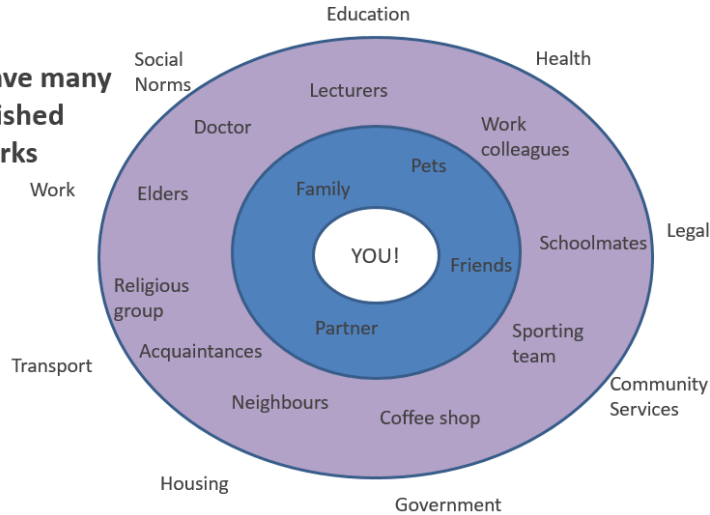 Education
Social
Norms
Health
ave many
ished
rks
Lecturers
Doctor
Work
colleagues
Pets
Work
Elders
Family
YOU!
Friends
Schoolmates
Legal
Religious
group
Partner
Sporting
team
Acquaintances
Transport
Community
Services
Neighbours
Coffee shop
Housing
Government